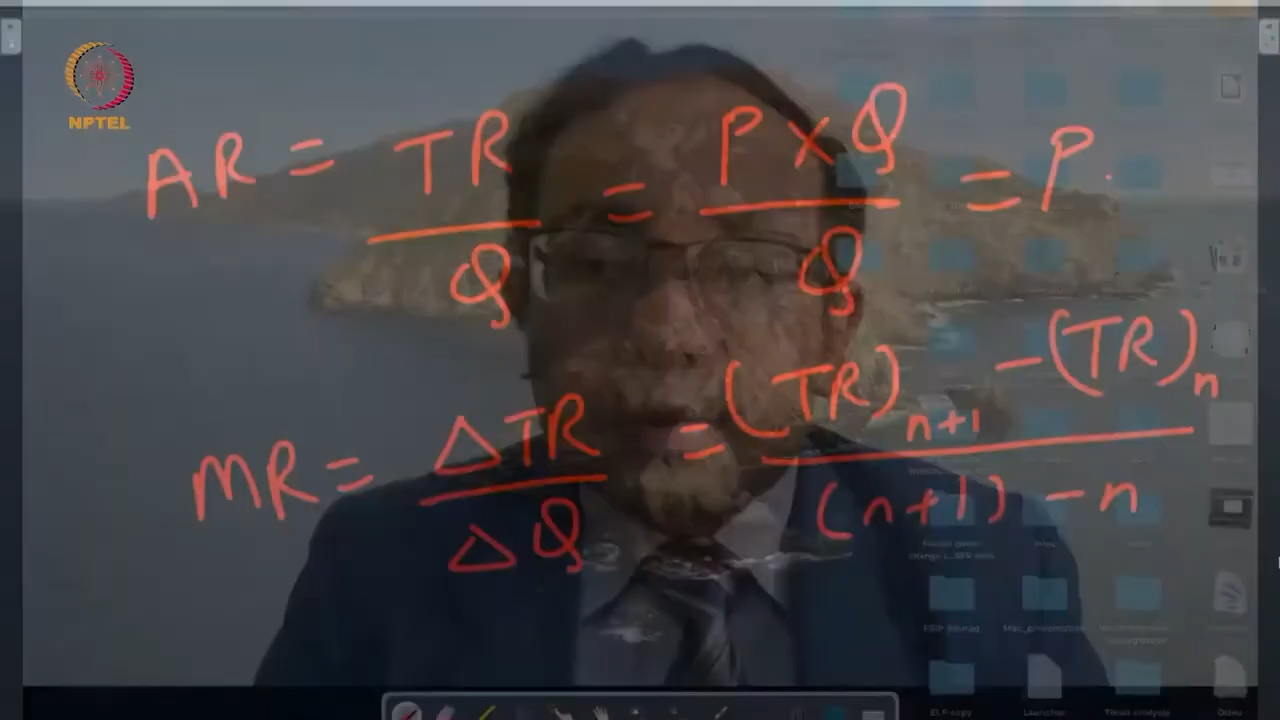 NPTEL
AR = TR / Q = P × Q / Q = P.
MR = ΔTR / ΔQ = (TR)n+1 - (TR)n / (n+1) - n